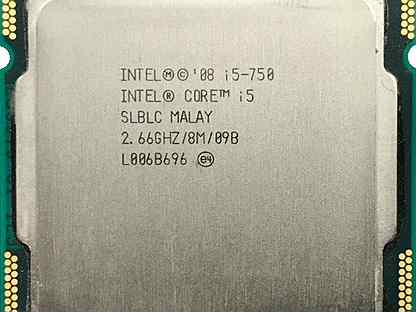 INTEL®©'08 i5-750
INTEL® CORE™ i5
SLBLC MALAY
2.66GHZ/8M/09B
L006B696 e4